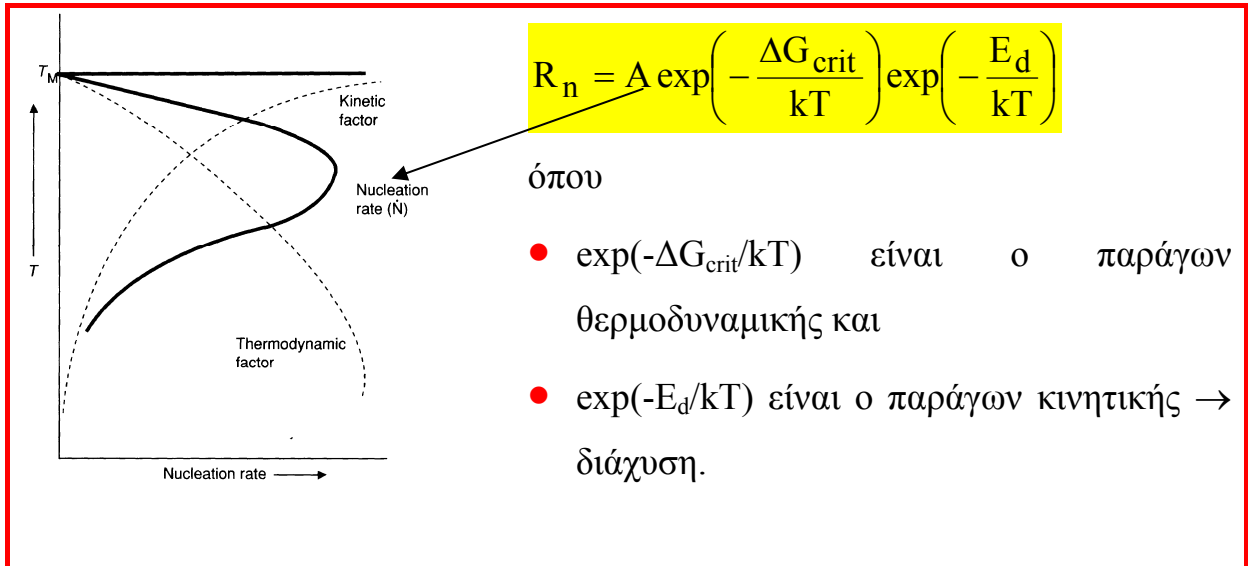 T_M
Kinetic
factor
Nucleation
rate (Ṅ)
T
Thermodynamic
factor
Nucleation rate →
R_n = A exp(-ΔG_crit/kT) exp(-E_d/kT)
όπου
• exp(-ΔG_crit/kT) είναι ο παράγων
θερμοδυναμικής και
• exp(-E_d/kT) είναι ο παράγων κινητικής →
διάχυση.